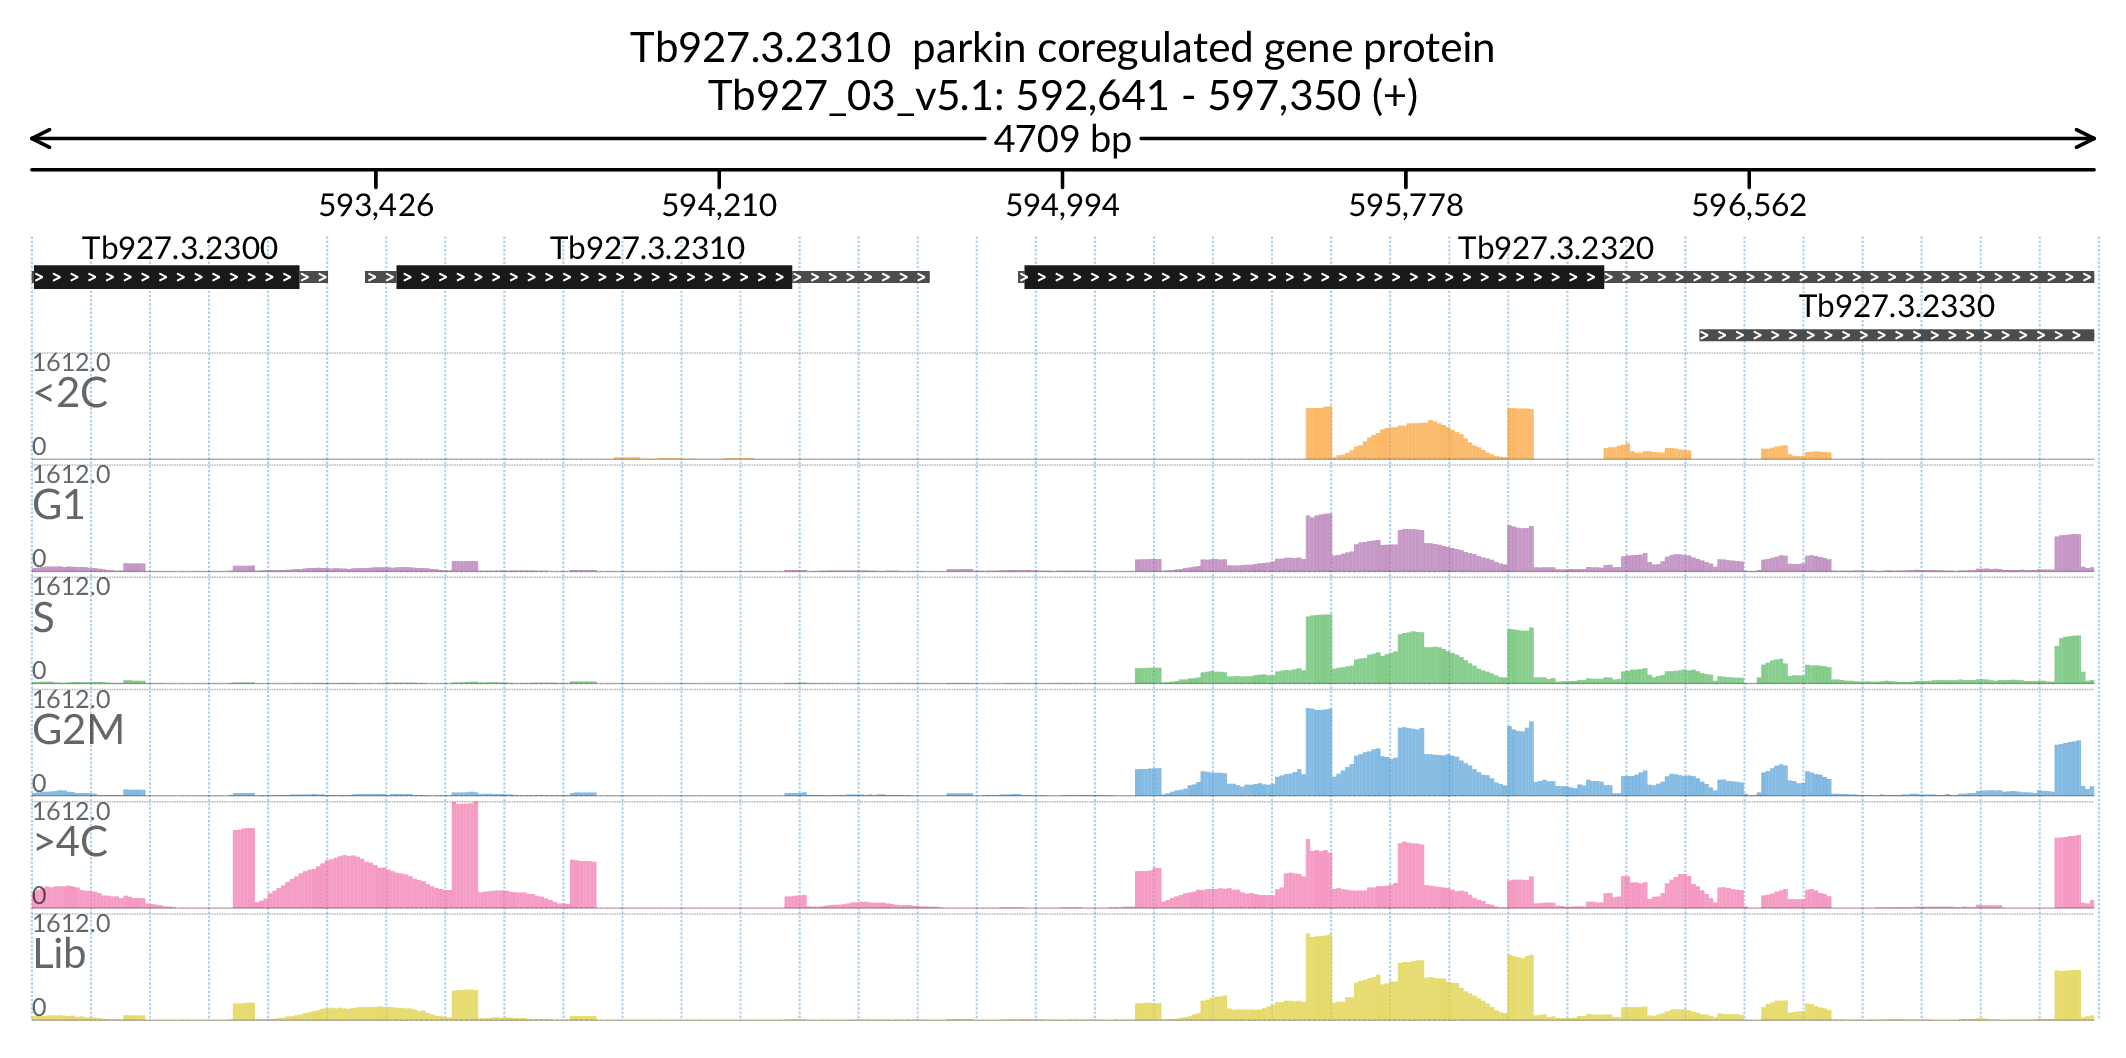 Tb927.3.2310 parkin coregulated gene protein
Tb927_03_v5.1: 592,641 - 597,350 (+)
4709 bp
593,426 594,210 594,994 595,778 596,562
Tb927.3.2300 Tb927.3.2310 Tb927.3.2320
Tb927.3.2330
1612.0
<2C
0
1612.0
G1
0
1612.0
S
0
1612.0
G2M
0
1612.0
>4C
0
1612.0
Lib
0